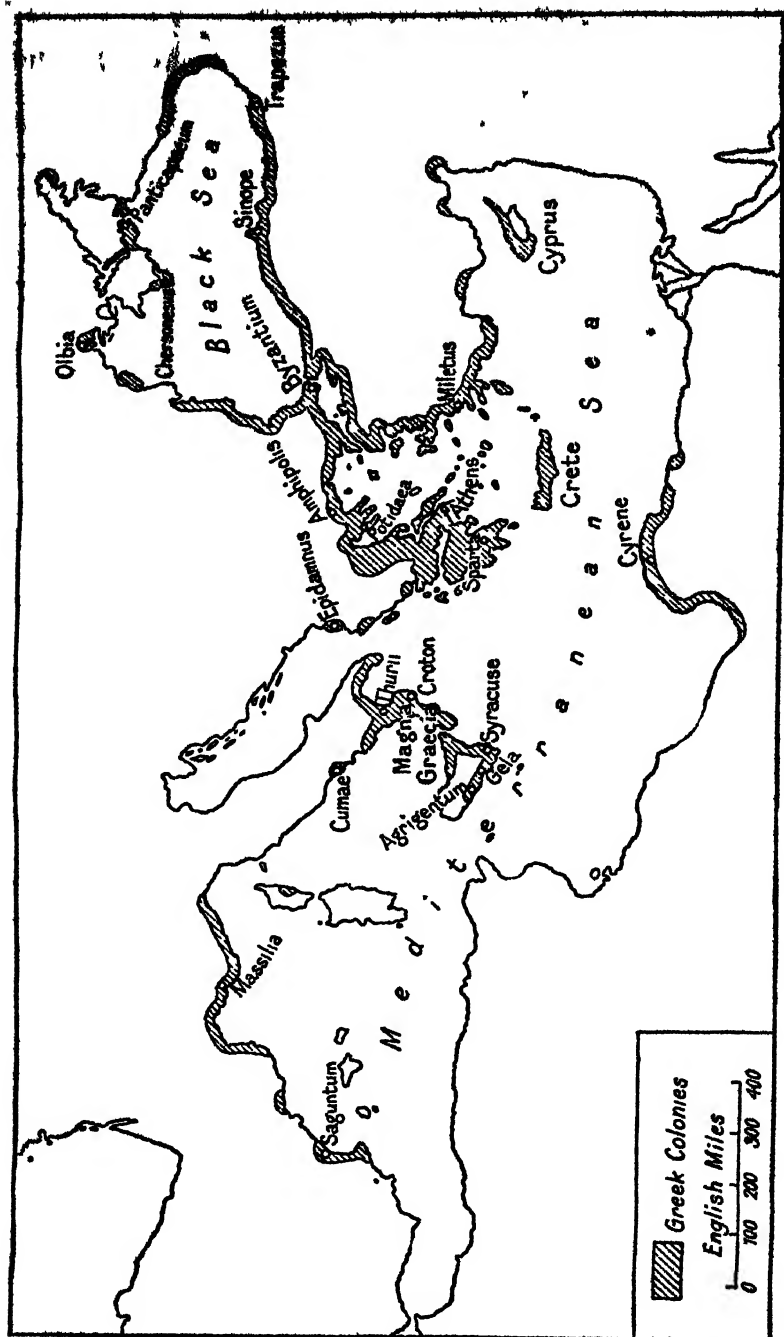 Olbia
Panticapaeum
Chersonesus
Black Sea
Sinope
Trapezus
Byzantium
Amphipolis
Potidaea
Epidamnus
Athens
Sparta
Miletus
Cyprus
Crete
Cyrene
Mediterranean Sea
Thurii
Croton
Magna
Graecia
Syracuse
Gela
Agrigentum
Cumae
Massilia
Saguntum
Greek Colonies
English Miles
0 100 200 300 400